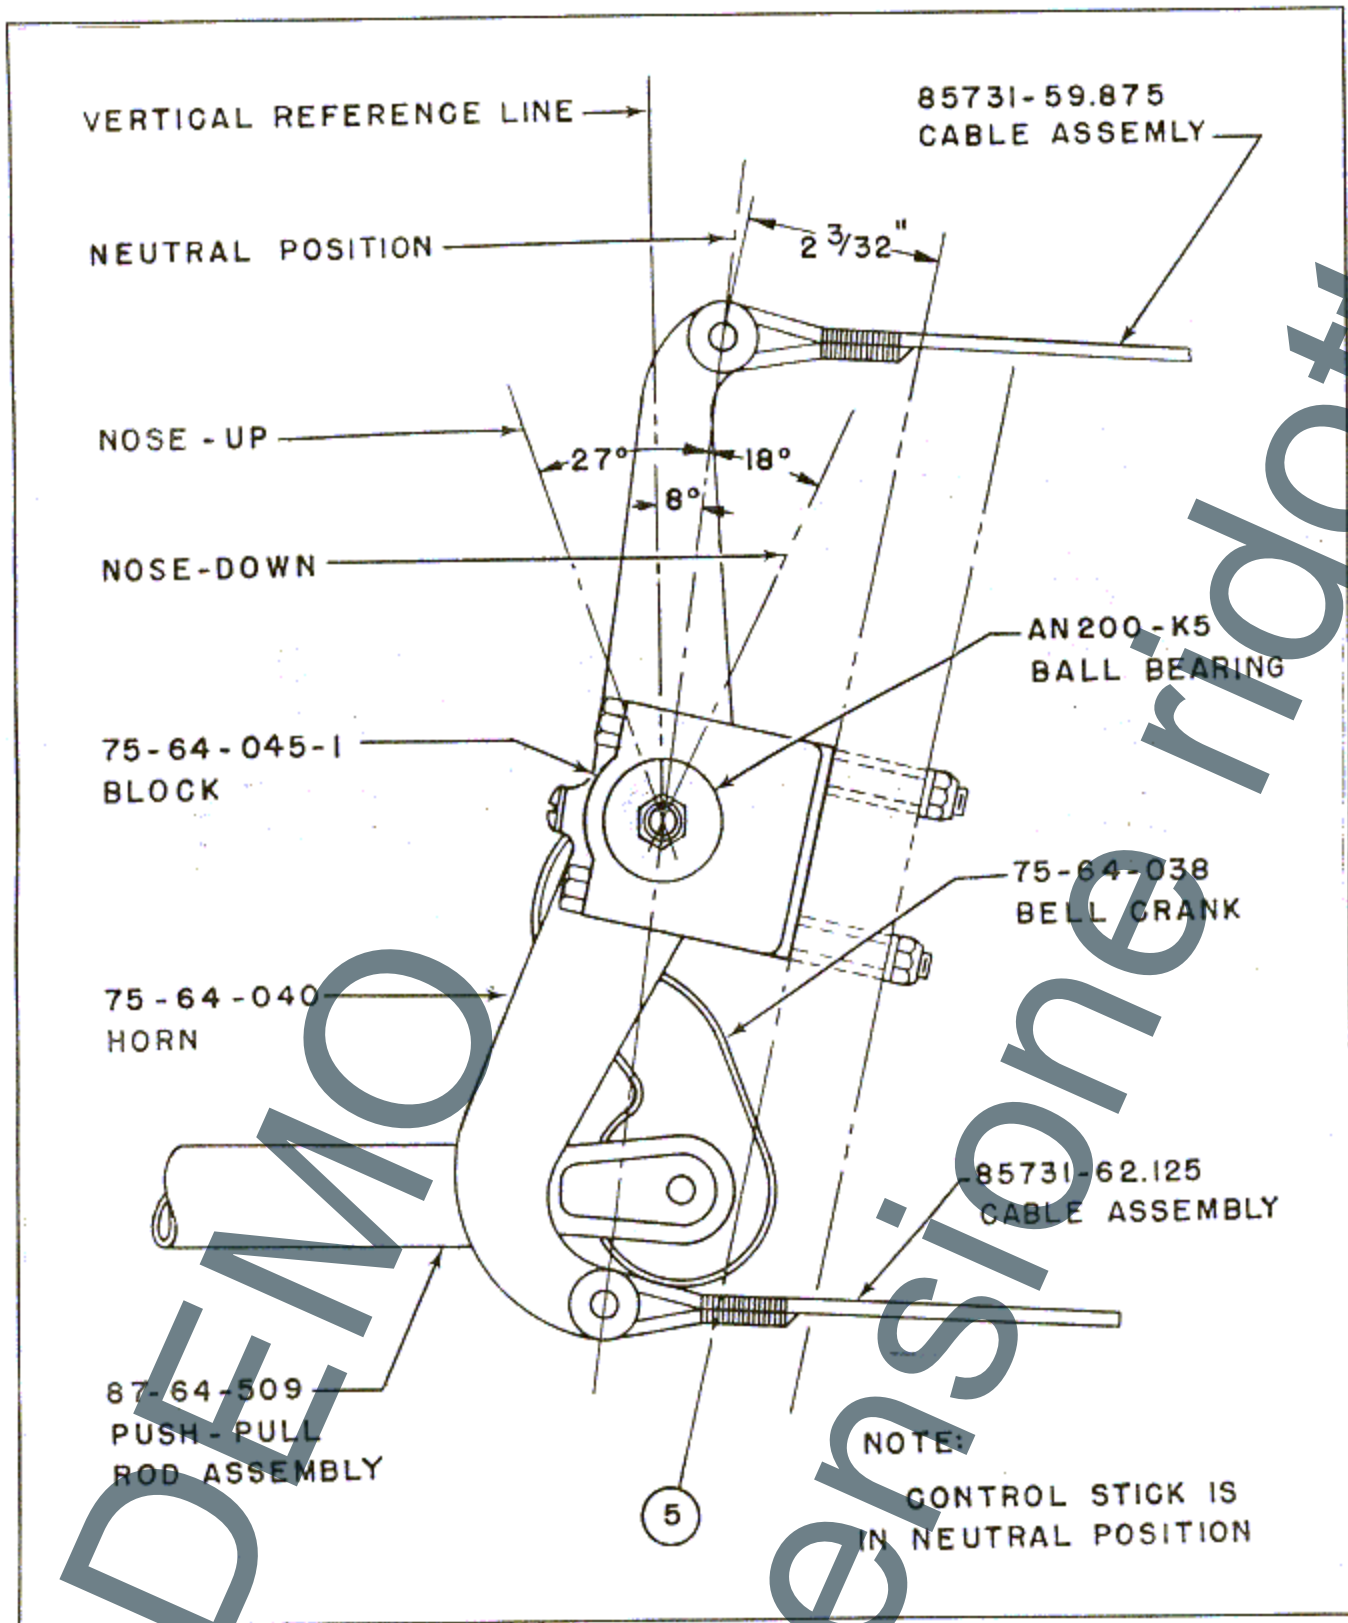 VERTICAL REFERENCE LINE
85731-59.875
CABLE ASSEMLY
NEUTRAL POSITION
2 3/32"
NOSE-UP
27°
18°
8°
NOSE-DOWN
AN200-K5
BALL BEARING
75-64-045-1
BLOCK
75-64-038
BELL CRANK
75-64-040
HORN
85731-62.125
CABLE ASSEMBLY
87-64-509
PUSH-PULL
ROD ASSEMBLY
5
NOTE:
CONTROL STICK IS
IN NEUTRAL POSITION
DEMO
ensione ridott